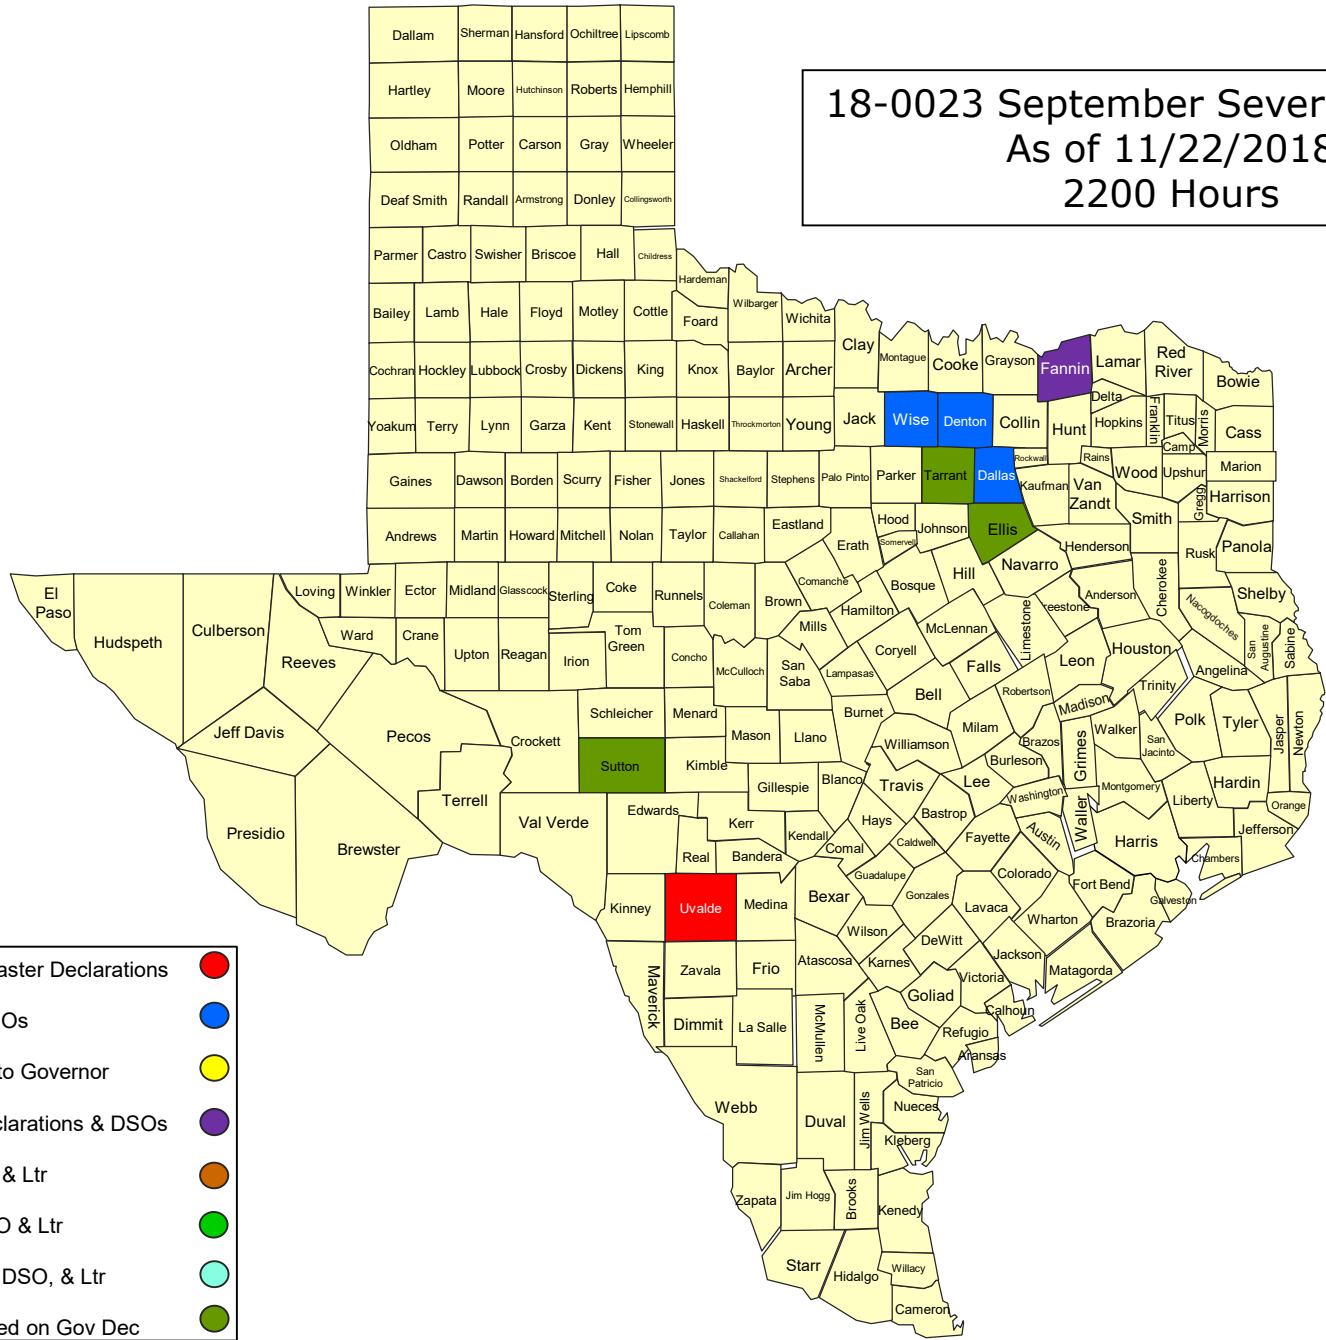 Dallam Sherman Hansford Ochiltree Lipscomb
Hartley Moore Hutchinson Roberts Hemphill
18-0023 September Sever
As of 11/22/2018
2200 Hours
Oldham Potter Carson Gray Wheeler
Deaf Smith Randall Armstrong Donley Collingsworth
Parmer Castro Swisher Briscoe Hall Childress
Hardeman
Bailey Lamb Hale Floyd Motley Cottle Foard Wilbarger Wichita
Clay Montague Cooke Grayson Fannin Lamar Red River Bowie
Cochran Hockley Lubbock Crosby Dickens King Knox Baylor Archer
Delta
Yoakum Terry Lynn Garza Kent Stonewall Haskell Throckmorton Young Jack Wise Denton Collin Hunt Hopkins Franklin Titus Morris Cass
Camp
Rockwall Rains
Gaines Dawson Borden Scurry Fisher Jones Shackelford Stephens Palo Pinto Parker Tarrant Dallas Kaufman Van Zandt Wood Upshur Marion
Gregg Harrison
Andrews Martin Howard Mitchell Nolan Taylor Callahan Eastland Erath Hood Somervell Johnson Ellis Henderson Smith Rusk Panola
El Paso Hudspeth Culberson Loving Winkler Ector Midland Glasscock Sterling Coke Runnels Coleman Brown Comanche Hamilton Bosque Hill Navarro Anderson Cherokee Nacogdoches Shelby
Reeves Ward Crane Upton Reagan Irion Tom Green Concho McCulloch San Saba Mills Lampasas Coryell McLennan Limestone reestone Falls Leon Houston Angelina San Augustine Sabine
Jeff Davis Pecos Crockett Schleicher Menard Mason Llano Burnet Bell Milam Robertson Madison Trinity Polk Tyler Jasper Newton
Presidio Brewster Terrell Sutton Kimble Gillespie Blanco Williamson Travis Lee Burleson Brazos Grimes Walker San Jacinto
Val Verde Edwards Kerr Kendall Hays Bastrop Washington Waller Montgomery Liberty Hardin Orange
Real Bandera Comal Caldwell Fayette Austin Harris Jefferson Chambers
Kinney Uvalde Medina Bexar Guadalupe Gonzales Lavaca Colorado Fort Bend Galveston
Wilson DeWitt Wharton Brazoria
Maverick Zavala Frio Atascosa Karnes Goliad Victoria Jackson Matagorda
Dimmit La Salle McMullen Live Oak Bee Refugio Calhoun Aransas
San Patricio
Webb Duval Jim Wells Nueces Kleberg
Zapata Jim Hogg Brooks Kenedy
Starr Hidalgo Willacy
Cameron
aster Declarations
Os
to Governor
clarations & DSOs
& Ltr
O & Ltr
DSO, & Ltr
ed on Gov Dec